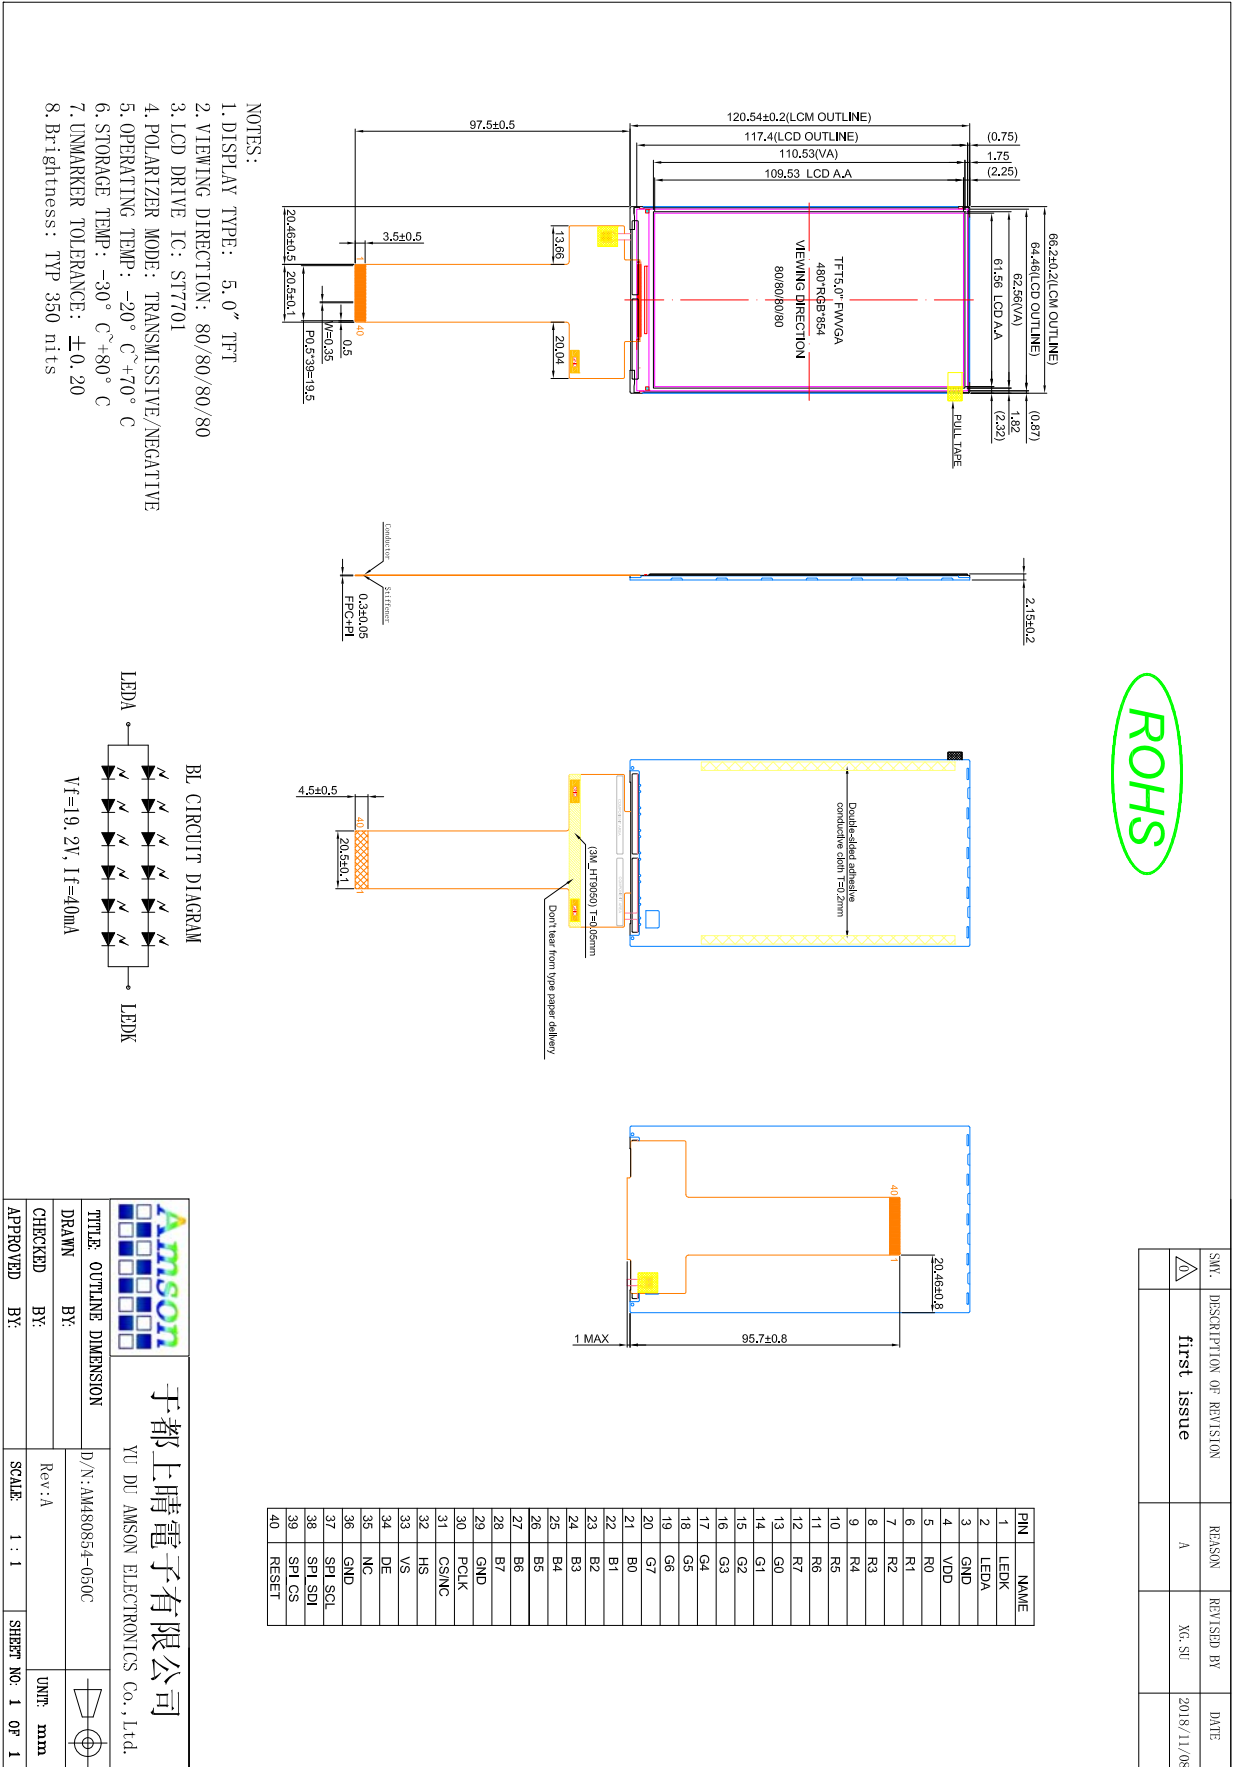 SMY. DESCRIPTION OF REVISION REASON REVISED BY DATE
0 first issue A XG.SU 2018/11/08
ROHS
66.2±0.2(LCM OUTLINE)
64.46(LCD OUTLINE)
62.56(VA)
61.56 LCD A.A
(0.87)
1.82
(2.32)
120.54±0.2(LCM OUTLINE)
117.4(LCD OUTLINE)
110.53(VA)
109.53 LCD A.A
(0.75)
1.75
(2.25)
97.5±0.5
PULL TAPE
TFT5.0" FWVGA
480*RGB*854
VIEWING DIRECTION
80/80/80/80
13.66
20.04
3.5±0.5
1
40
20.46±0.5
20.5±0.1
0.5
W=0.35
P0.5*39=19.5
2.15±0.2
Conductor
Stiffener
0.3±0.05
FPC+PI
Double-sided adhesive
conductive cloth T=0.2mm
(3M_HT9050) T=0.05mm
Don't tear from type paper delivery
4.5±0.5
40
1
20.5±0.1
40
1
20.46±0.8
95.7±0.8
1 MAX
PIN NAME
1 LEDK
2 LEDA
3 GND
4 VDD
5 R0
6 R1
7 R2
8 R3
9 R4
10 R5
11 R6
12 R7
13 G0
14 G1
15 G2
16 G3
17 G4
18 G5
19 G6
20 G7
21 B0
22 B1
23 B2
24 B3
25 B4
26 B5
27 B6
28 B7
29 GND
30 PCLK
31 CS/NC
32 HS
33 VS
34 DE
35 NC
36 GND
37 SPI_SCL
38 SPI_SDI
39 SPI_CS
40 RESET
NOTES:
1. DISPLAY TYPE: 5.0″ TFT
2. VIEWING DIRECTION: 80/80/80/80
3. LCD DRIVE IC: ST7701
4. POLARIZER MODE: TRANSMISSIVE/NEGATIVE
5. OPERATING TEMP: -20° C~+70° C
6. STORAGE TEMP: -30° C~+80° C
7. UNMARKER TOLERANCE: ±0.20
8. Brightness: TYP 350 nits
BL CIRCUIT DIAGRAM
LEDA
LEDK
Vf=19.2V, If=40mA
Amson
于都上晴電子有限公司
YU DU AMSON ELECTRONICS Co., Ltd.
TITLE: OUTLINE DIMENSION
D/N: AM480854-050C
DRAWN BY:
CHECKED BY:
Rev: A
UNIT: mm
APPROVED BY:
SCALE: 1 : 1
SHEET NO: 1 OF 1